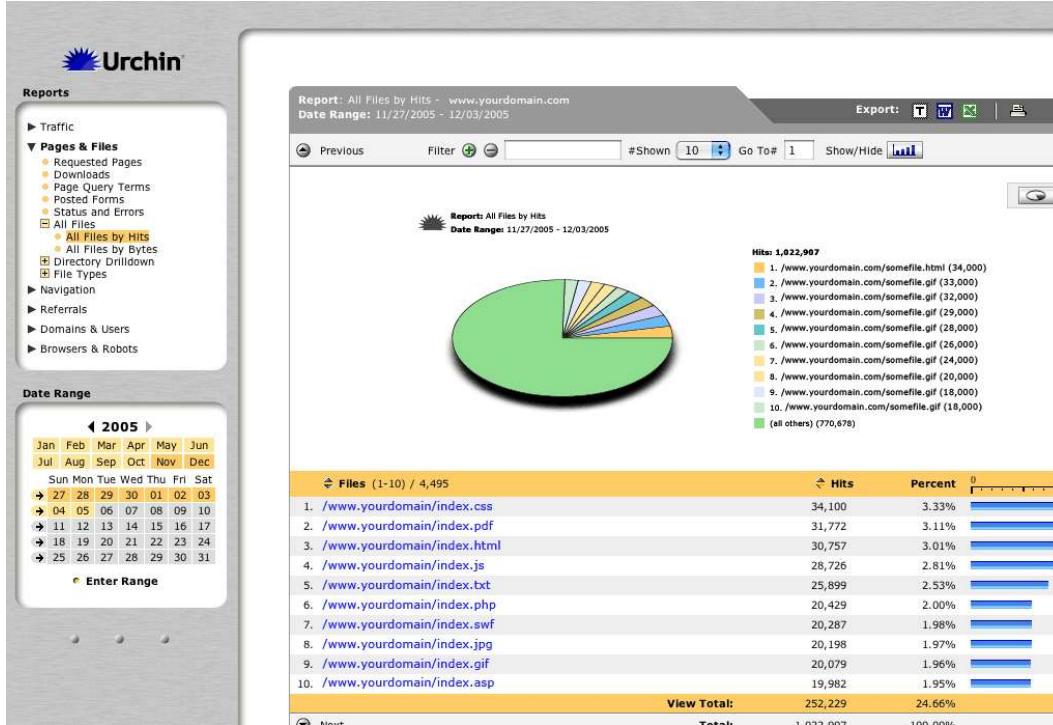 Urchin
Reports
Traffic
Pages & Files
Requested Pages
Downloads
Page Query Terms
Posted Forms
Status and Errors
All Files
All Files by Hits
All Files by Bytes
Directory Drilldown
File Types
Navigation
Referrals
Domains & Users
Browsers & Robots
Date Range
2005
Jan Feb Mar Apr May Jun
Jul Aug Sep Oct Nov Dec
Sun Mon Tue Wed Thu Fri Sat
27 28 29 30 01 02 03
04 05 06 07 08 09 10
11 12 13 14 15 16 17
18 19 20 21 22 23 24
25 26 27 28 29 30 31
Enter Range
Report: All Files by Hits - www.yourdomain.com
Date Range: 11/27/2005 - 12/03/2005
Export: T W X
Previous Filter #Shown 10 Go To# 1 Show/Hide
Report: All Files by Hits
Date Range: 11/27/2005 - 12/03/2005
Hits: 1,022,907
1. /www.yourdomain.com/somefile.html (34,000)
2. /www.yourdomain.com/somefile.gif (33,000)
3. /www.yourdomain.com/somefile.gif (32,000)
4. /www.yourdomain.com/somefile.gif (29,000)
5. /www.yourdomain.com/somefile.gif (28,000)
6. /www.yourdomain.com/somefile.gif (26,000)
7. /www.yourdomain.com/somefile.gif (24,000)
8. /www.yourdomain.com/somefile.gif (20,000)
9. /www.yourdomain.com/somefile.gif (18,000)
10. /www.yourdomain.com/somefile.gif (18,000)
(all others) (770,678)
Files (1-10) / 4,495 Hits Percent 0
1. /www.yourdomain/index.css 34,100 3.33%
2. /www.yourdomain/index.pdf 31,772 3.11%
3. /www.yourdomain/index.html 30,757 3.01%
4. /www.yourdomain/index.js 28,726 2.81%
5. /www.yourdomain/index.txt 25,899 2.53%
6. /www.yourdomain/index.php 20,429 2.00%
7. /www.yourdomain/index.swf 20,287 1.98%
8. /www.yourdomain/index.jpg 20,198 1.97%
9. /www.yourdomain/index.gif 20,079 1.96%
10. /www.yourdomain/index.asp 19,982 1.95%
View Total: 252,229 24.66%
Next Total: 1,022,907 100.00%